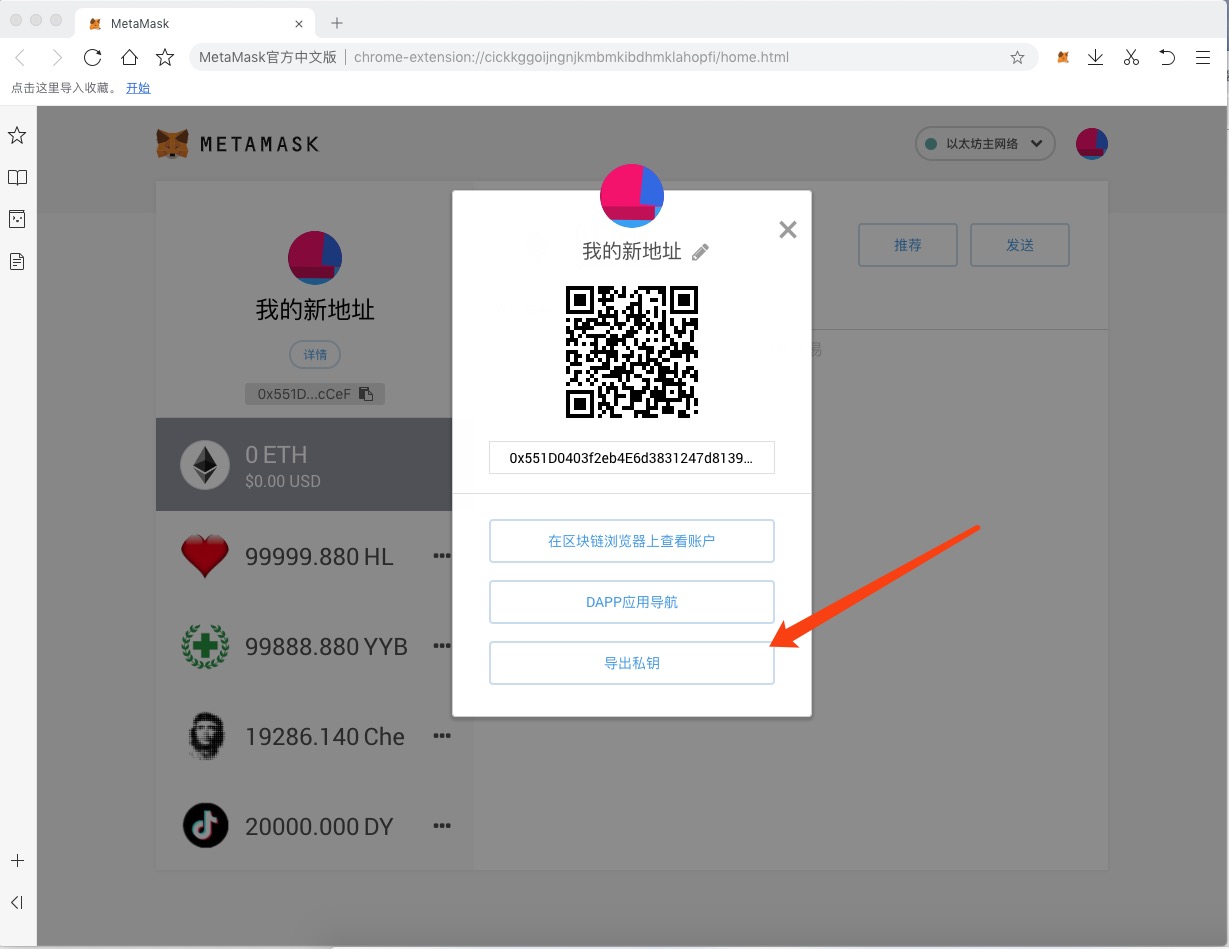 MetaMask
MetaMask官方中文版
chrome-extension://cickkggoijngnjkmbmkibdhmklahopfi/home.html
点击这里导入收藏。 开始
METAMASK
以太坊主网络
我的新地址
详情
0x551D...cCeF
0 ETH
$0.00 USD
99999.880 HL
99888.880 YYB
19286.140 Che
20000.000 DY
我的新地址
0x551D0403f2eb4E6d3831247d8139...
在区块链浏览器上查看账户
DAPP应用导航
导出私钥
推荐
发送
易